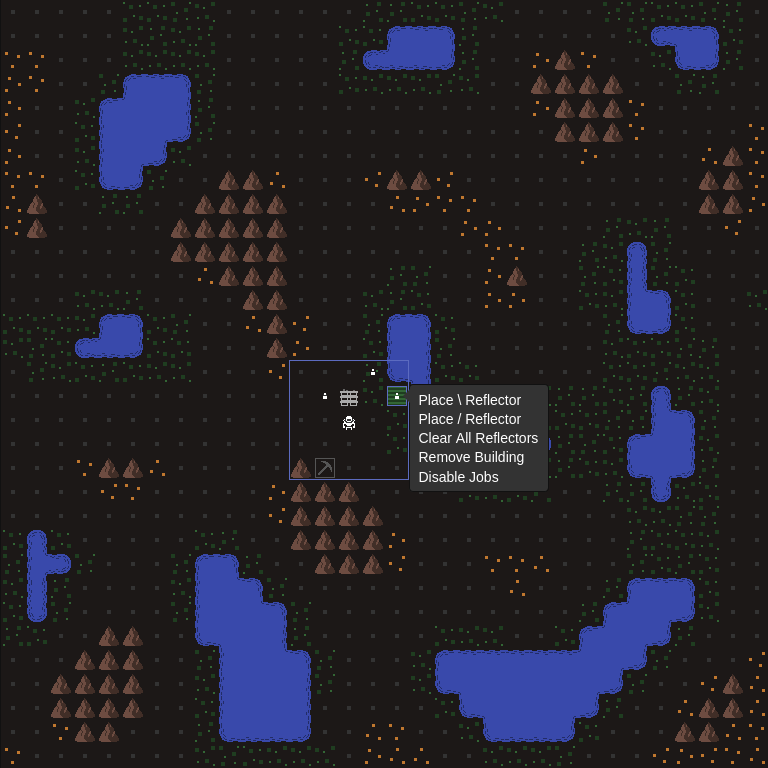 Place \ Reflector
Place / Reflector
Clear All Reflectors
Remove Building
Disable Jobs